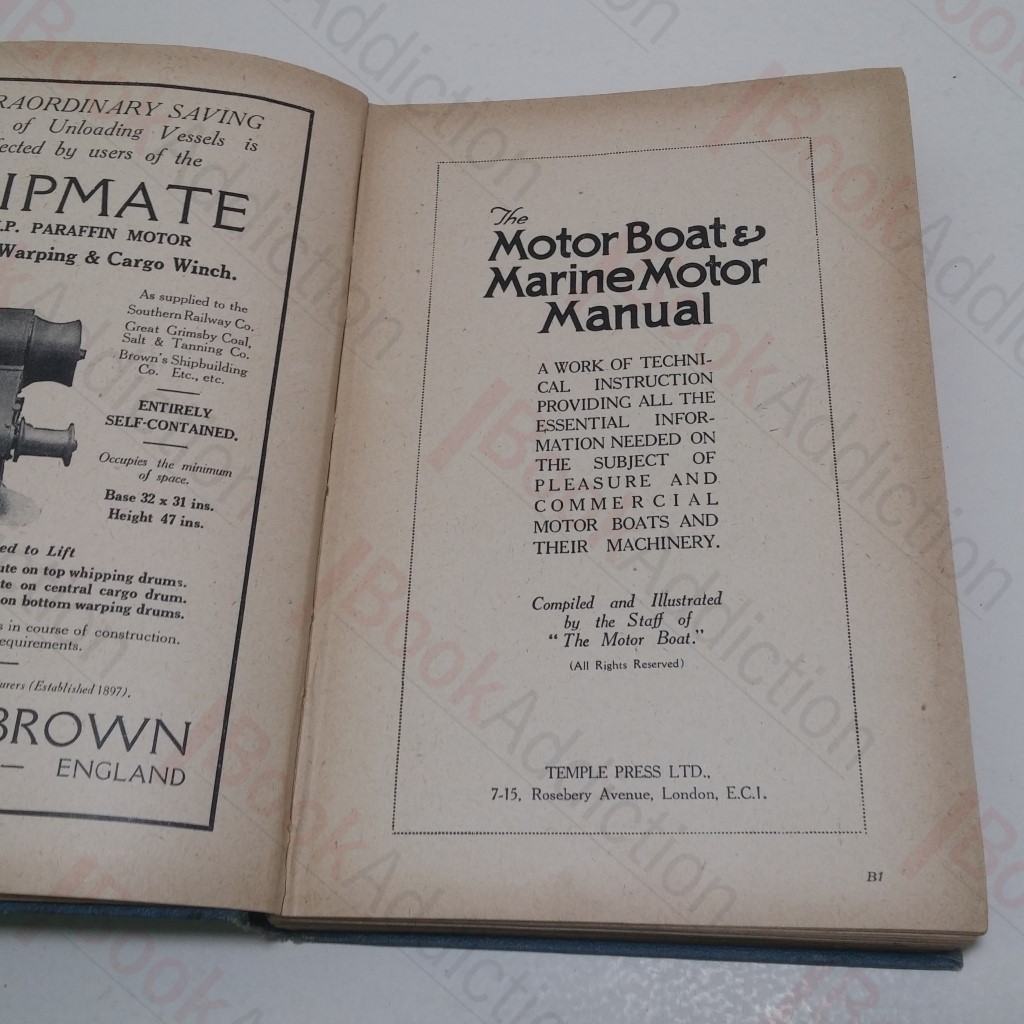 RAORDINARY SAVING
of Unloading Vessels is
fected by users of the
IPMATE
.P. PARAFFIN MOTOR
Warping & Cargo Winch.
As supplied to the
Southern Railway Co.
Great Grimsby Coal,
Salt & Tanning Co.
Brown's Shipbuilding
Co. Etc., etc.
ENTIRELY
SELF-CONTAINED.
Occupies the minimum
of space.
Base 32 x 31 ins.
Height 47 ins.
ed to Lift
ute on top whipping drums.
te on central cargo drum.
on bottom warping drums.
s in course of construction.
equirements.
urers (Established 1897).
BROWN
— ENGLAND
The
Motor Boat &
Marine Motor
Manual
A WORK OF TECHNI-
CAL INSTRUCTION
PROVIDING ALL THE
ESSENTIAL INFOR-
MATION NEEDED ON
THE SUBJECT OF
PLEASURE AND
COMMERCIAL
MOTOR BOATS AND
THEIR MACHINERY.
Compiled and Illustrated
by the Staff of
"The Motor Boat."
(All Rights Reserved)
TEMPLE PRESS LTD.,
7-15, Rosebery Avenue, London, E.C.1.
B1
BookAddiction